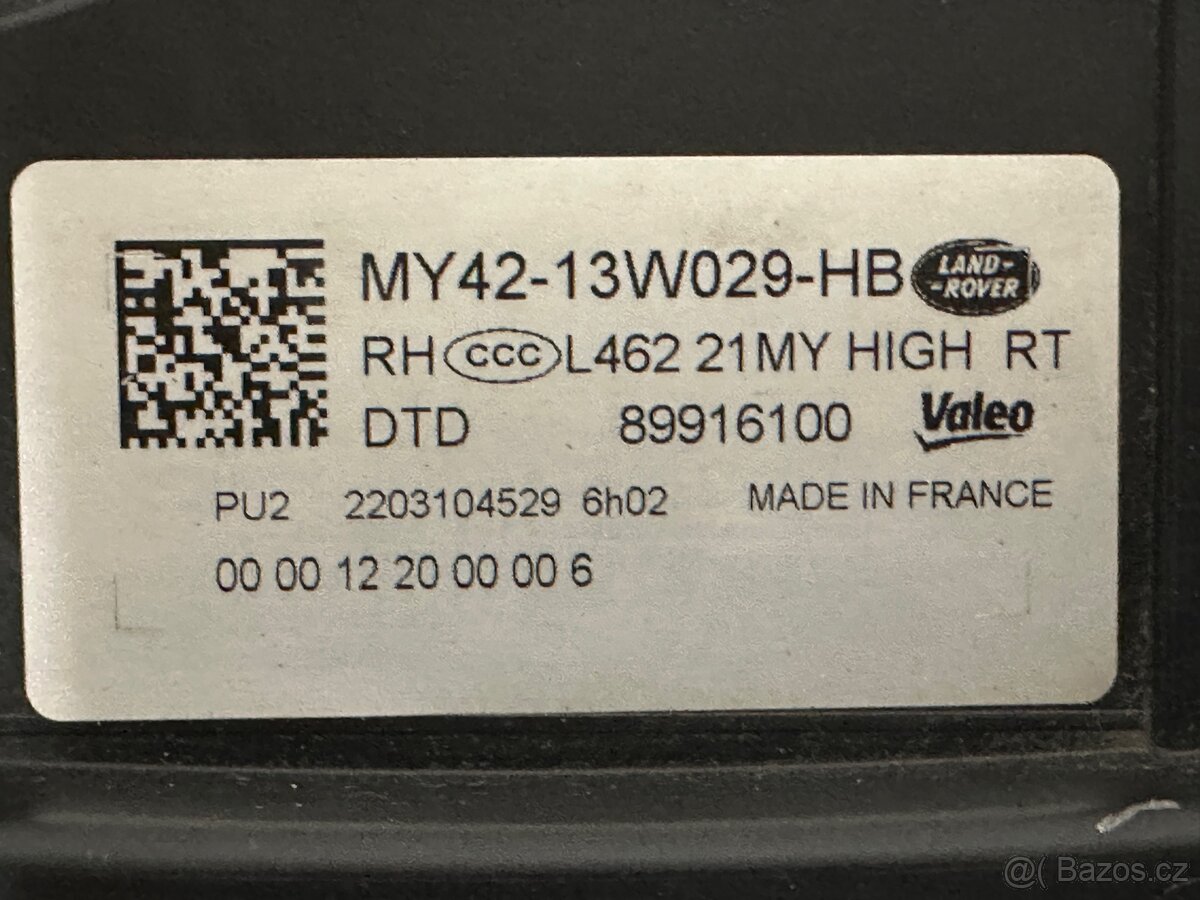 MY42-13W029-HB LAND-
-ROVER
RH CCC L462 21MY HIGH RT
DTD 89916100 Valeo
PU2 2203104529 6h02 MADE IN FRANCE
00 00 12 20 00 00 6
@( Bazos.cz